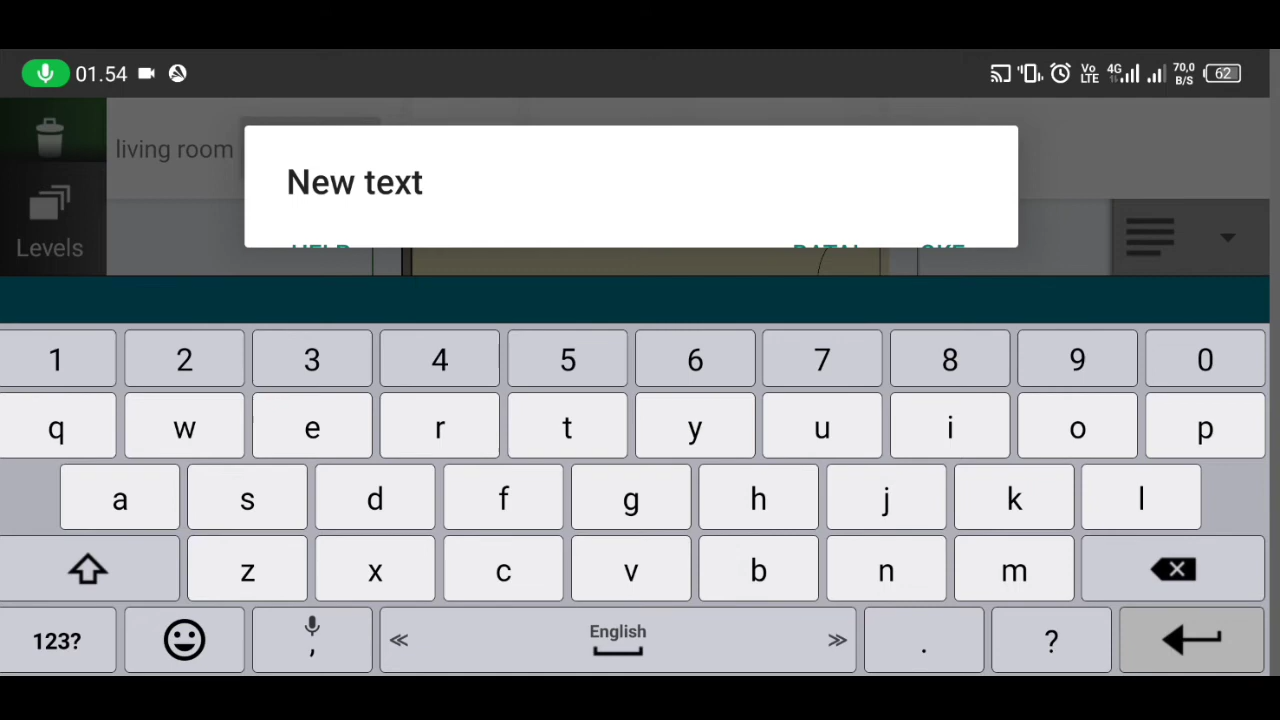 01.54
Vo
LTE
4G
70,0
B/S
62
living room
New text
Levels
HELP
1 2 3 4 5 6 7 8 9 0
q w e r t y u i o p
a s d f g h j k l
z x c v b n m
123?
,
English
.
?